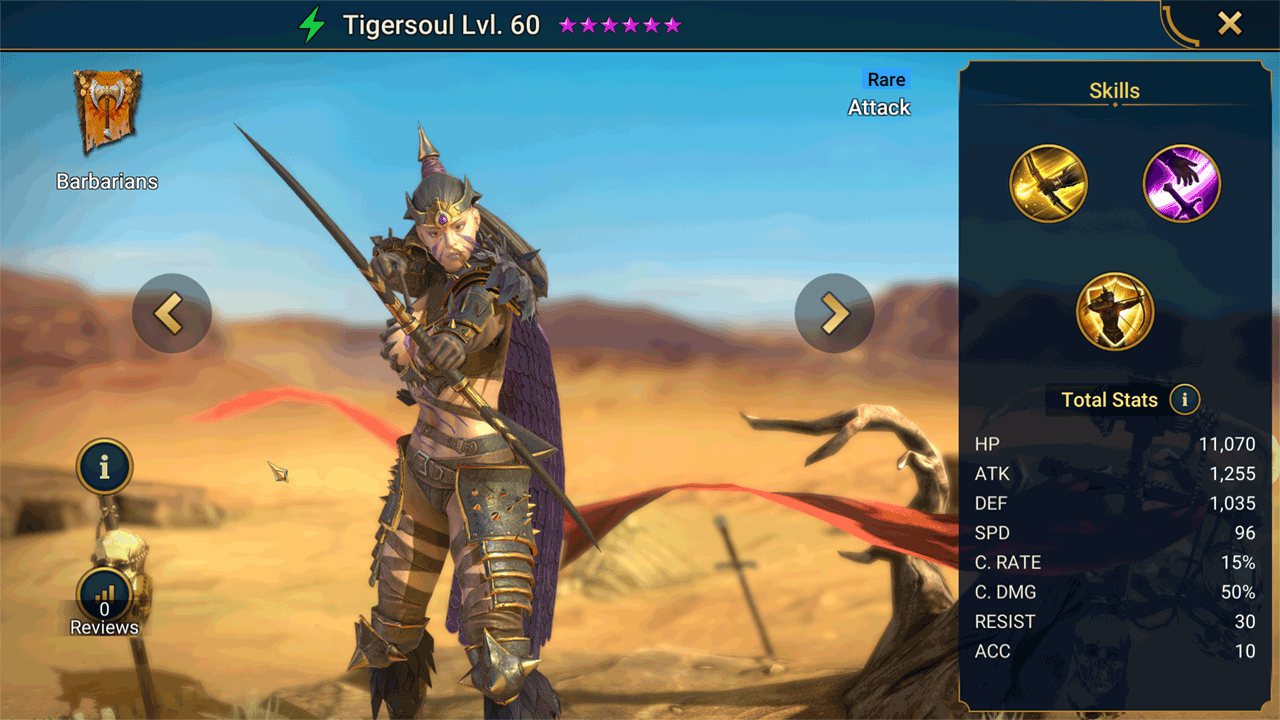 Tigersoul Lvl. 60
Barbarians
Rare
Attack
0
Reviews
Skills
Total Stats
HP 11,070
ATK 1,255
DEF 1,035
SPD 96
C. RATE 15%
C. DMG 50%
RESIST 30
ACC 10